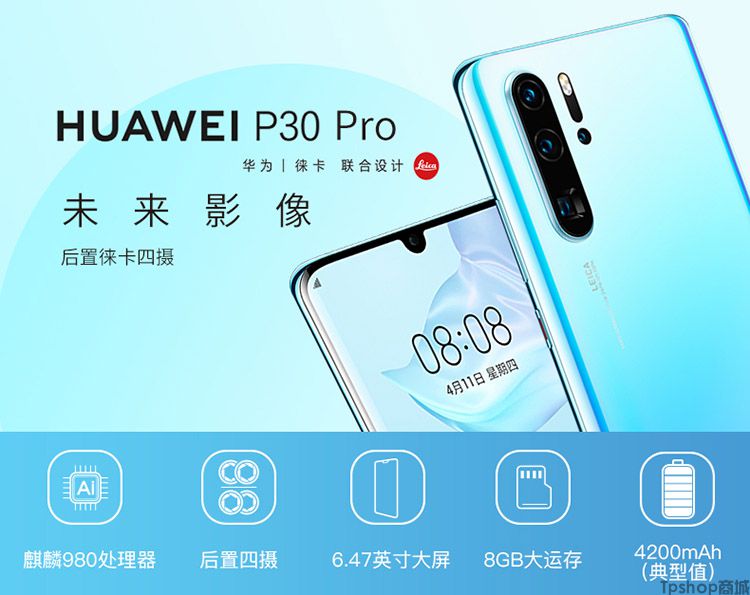 HUAWEI P30 Pro
华为 | 徕卡 联合设计 Leica
未来影像
后置徕卡四摄
08:08
4月11日 星期四
LEICA
Ai
麒麟980处理器
后置四摄
6.47英寸大屏
8GB大运存
4200mAh
(典型值)
Tpshop商城